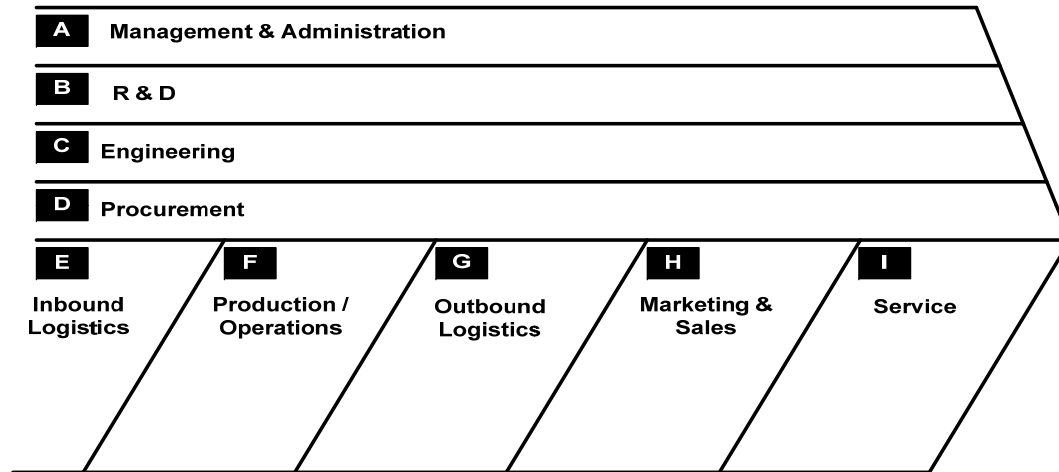 A Management & Administration
B R & D
C Engineering
D Procurement
E F G H I
Inbound Logistics
Production / Operations
Outbound Logistics
Marketing & Sales
Service